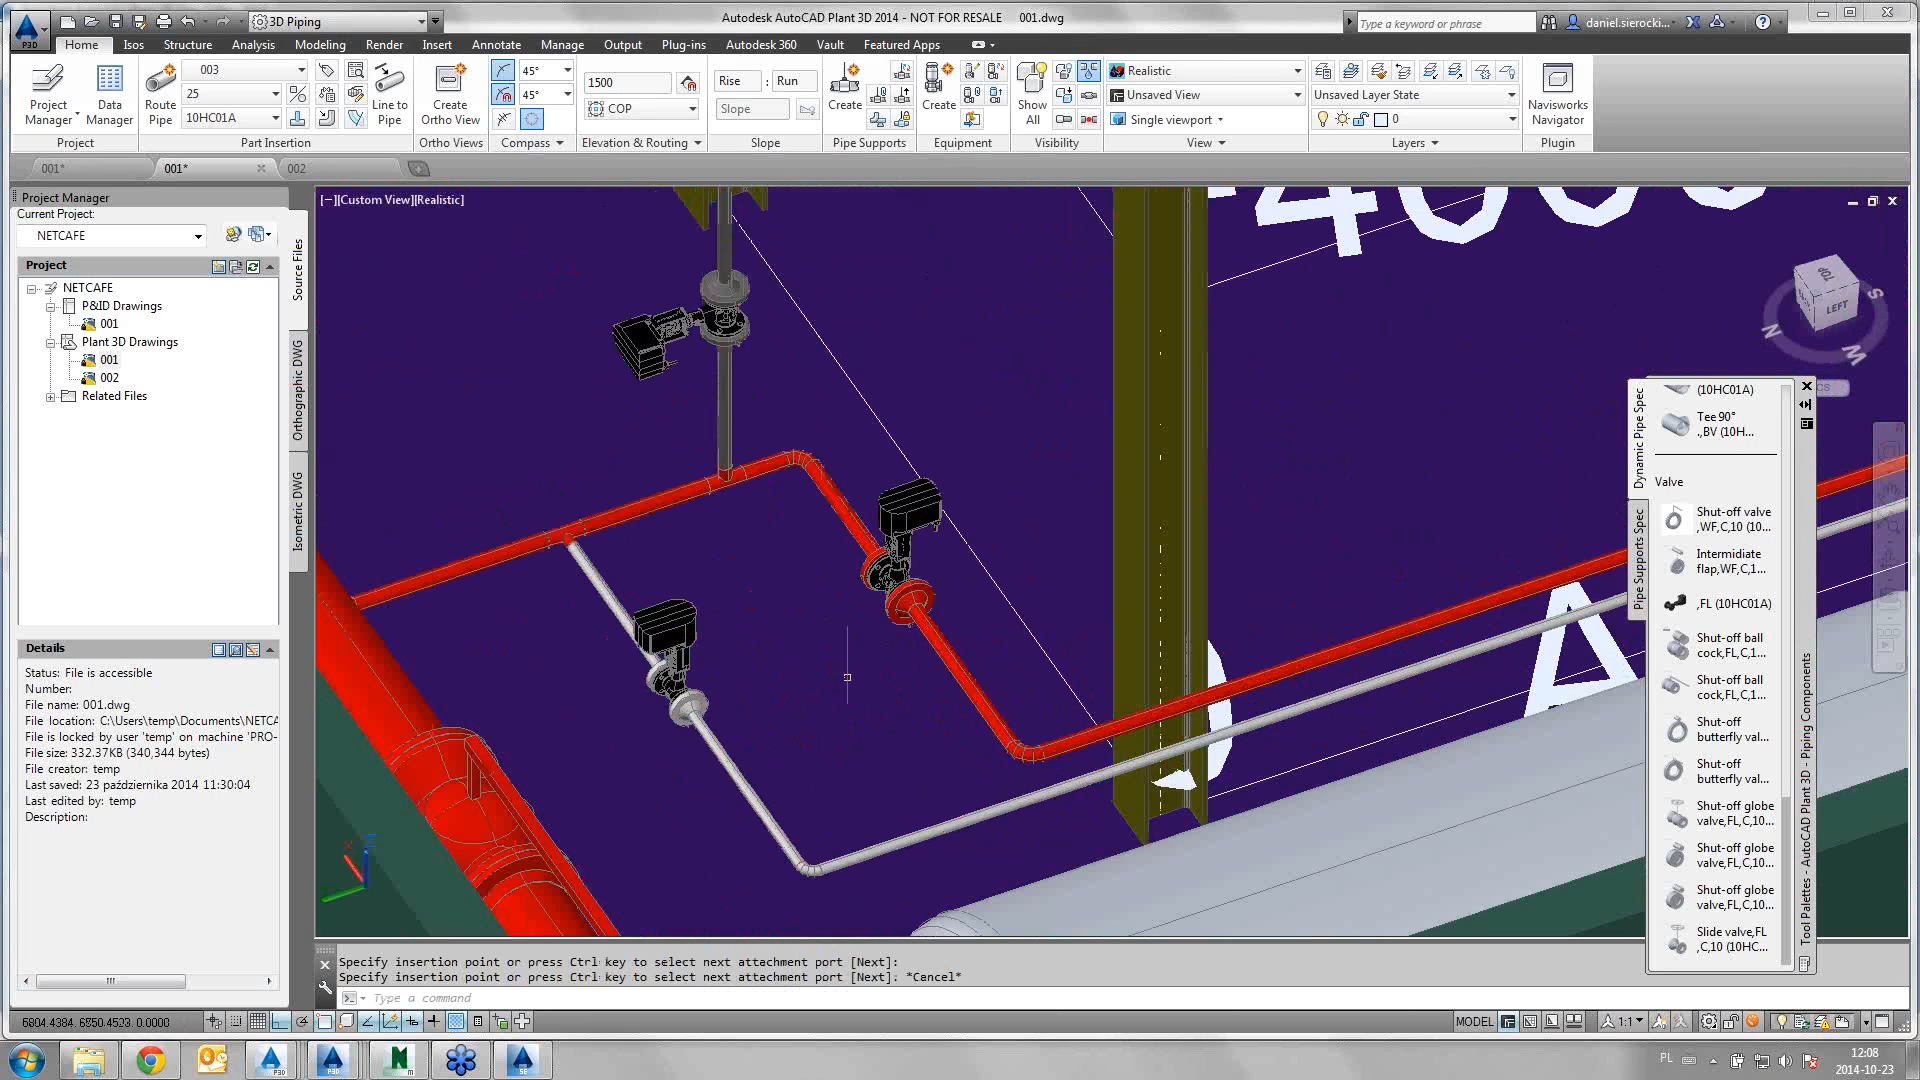 3D Piping
Autodesk AutoCAD Plant 3D 2014 - NOT FOR RESALE 001.dwg
Type a keyword or phrase
daniel.sierocki...
P3D
Home Isos Structure Analysis Modeling Render Insert Annotate Manage Output Plug-ins Autodesk 360 Vault Featured Apps
Project Manager
Data Manager
Project
Route Pipe
003
25
10HC01A
Line to Pipe
Part Insertion
Create Ortho View
Ortho Views
45°
45°
Compass
1500
COP
Elevation & Routing
Rise : Run
Slope
Slope
Create
Pipe Supports
Create
Equipment
Show All
Visibility
Realistic
Unsaved View
Single viewport
View
Unsaved Layer State
0
Layers
Navisworks Navigator
Plugin
001*
001*
002
Project Manager
Current Project:
NETCAFE
Project
NETCAFE
P&ID Drawings
001
Plant 3D Drawings
001
002
Related Files
Source Files
Orthographic DWG
Isometric DWG
Details
Status: File is accessible
Number:
File name: 001.dwg
File location: C:\Users\temp\Documents\NETCA
File is locked by user 'temp' on machine 'PRO-
File size: 332.37KB (340,344 bytes)
File creator: temp
Last saved: 23 października 2014 11:30:04
Last edited by: temp
Description:
[−][Custom View][Realistic]
4000
A
TOP
LEFT
N
S
W
Dynamic Pipe Spec
Pipe Supports Spec
(10HC01A)
Tee 90°
.,BV (10H...
Valve
Shut-off valve
,WF,C,10 (10...
Intermidiate
flap,WF,C,1...
,FL (10HC01A)
Shut-off ball
cock,FL,C,1...
Shut-off ball
cock,FL,C,1...
Shut-off
butterfly val...
Shut-off
butterfly val...
Shut-off globe
valve,FL,C,10...
Shut-off globe
valve,FL,C,10...
Shut-off globe
valve,FL,C,10...
Slide valve,FL
,C,10 (10HC...
Tool Palettes - AutoCAD Plant 3D - Piping Components
Specify insertion point or press Ctrl key to select next attachment port [Next]:
Specify insertion point or press Ctrl key to select next attachment port [Next]: *Cancel*
Type a command
MODEL
1:1
PL
12:08
2014-10-23